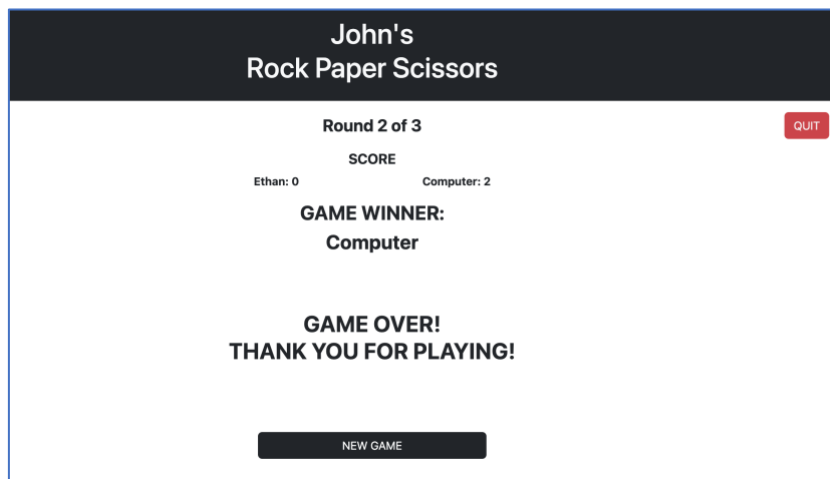 John's
Rock Paper Scissors
Round 2 of 3
QUIT
SCORE
Ethan: 0
Computer: 2
GAME WINNER:
Computer
GAME OVER!
THANK YOU FOR PLAYING!
NEW GAME